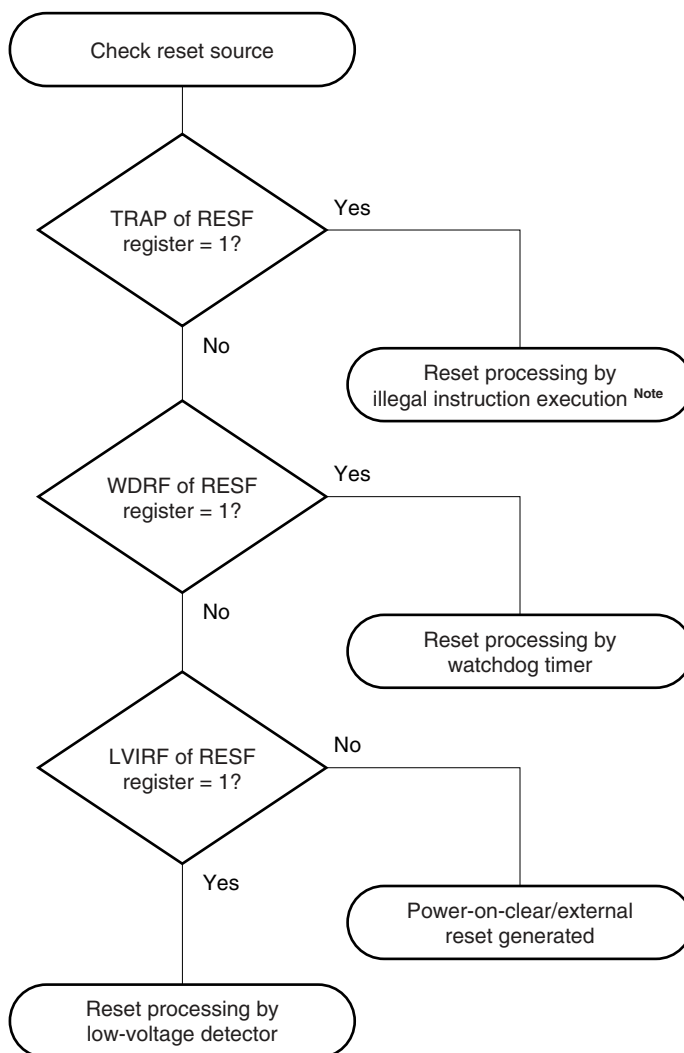 Check reset source
TRAP of RESF
register = 1?
Yes
No
Reset processing by
illegal instruction execution Note
WDRF of RESF
register = 1?
Yes
No
Reset processing by
watchdog timer
LVIRF of RESF
register = 1?
No
Yes
Power-on-clear/external
reset generated
Reset processing by
low-voltage detector